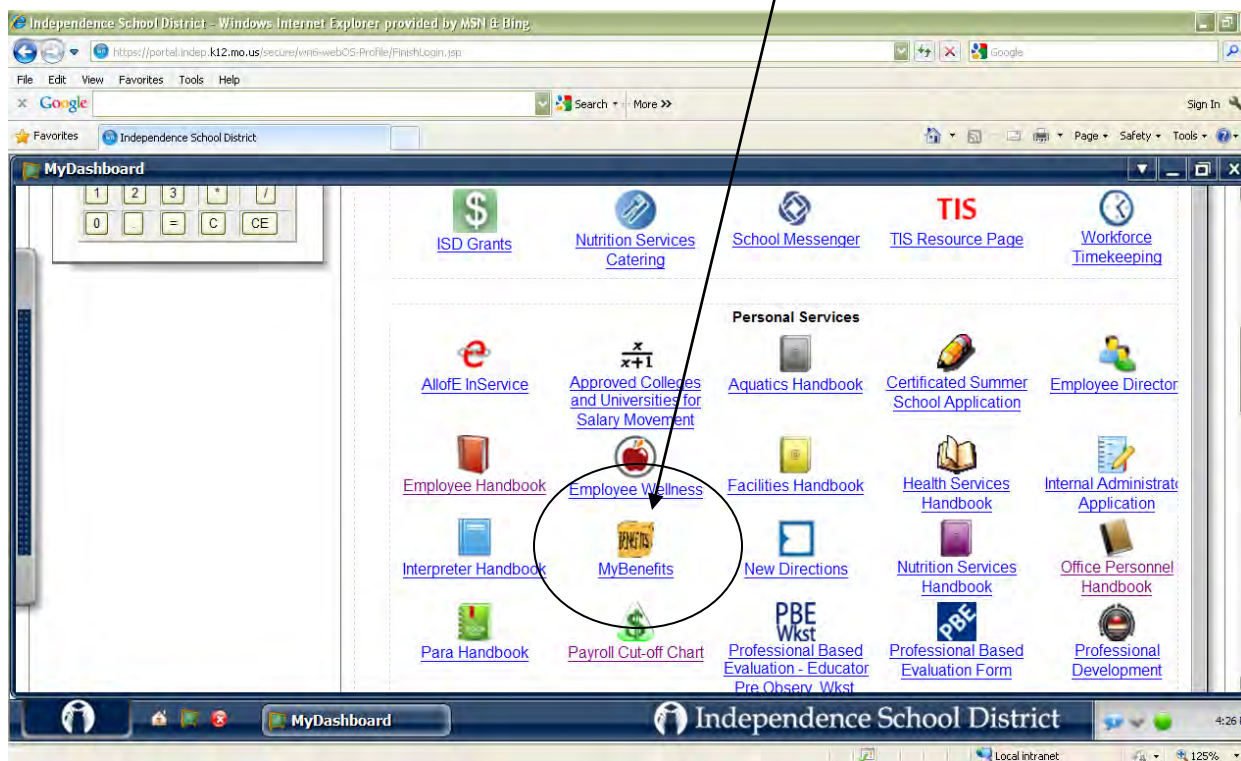 Independence School District - Windows Internet Explorer provided by MSN & Bing
https://portal.indep.k12.mo.us/secure/vn6-webOS-Profile/FinishLogin.jsp
Google
File Edit View Favorites Tools Help
x Google Search More >> Sign In
Favorites Independence School District Page Safety Tools
MyDashboard
1 2 3 * /
0 . = C CE
$
TIS
ISD Grants
Nutrition Services
Catering
School Messenger
TIS Resource Page
Workforce
Timekeeping
Personal Services
e
x
x+1
AllofE InService
Approved Colleges
and Universities for
Salary Movement
Aquatics Handbook
Certificated Summer
School Application
Employee Director
Employee Handbook
Employee Wellness
Facilities Handbook
Health Services
Handbook
Internal Administrat
Application
BENEFITS
Interpreter Handbook
MyBenefits
New Directions
Nutrition Services
Handbook
Office Personnel
Handbook
$
PBE
Wkst
PBE
Para Handbook
Payroll Cut-off Chart
Professional Based
Evaluation - Educator
Pre Observ. Wkst
Professional Based
Evaluation Form
Professional
Development
MyDashboard
Independence School District
4:26
Local intranet
125%